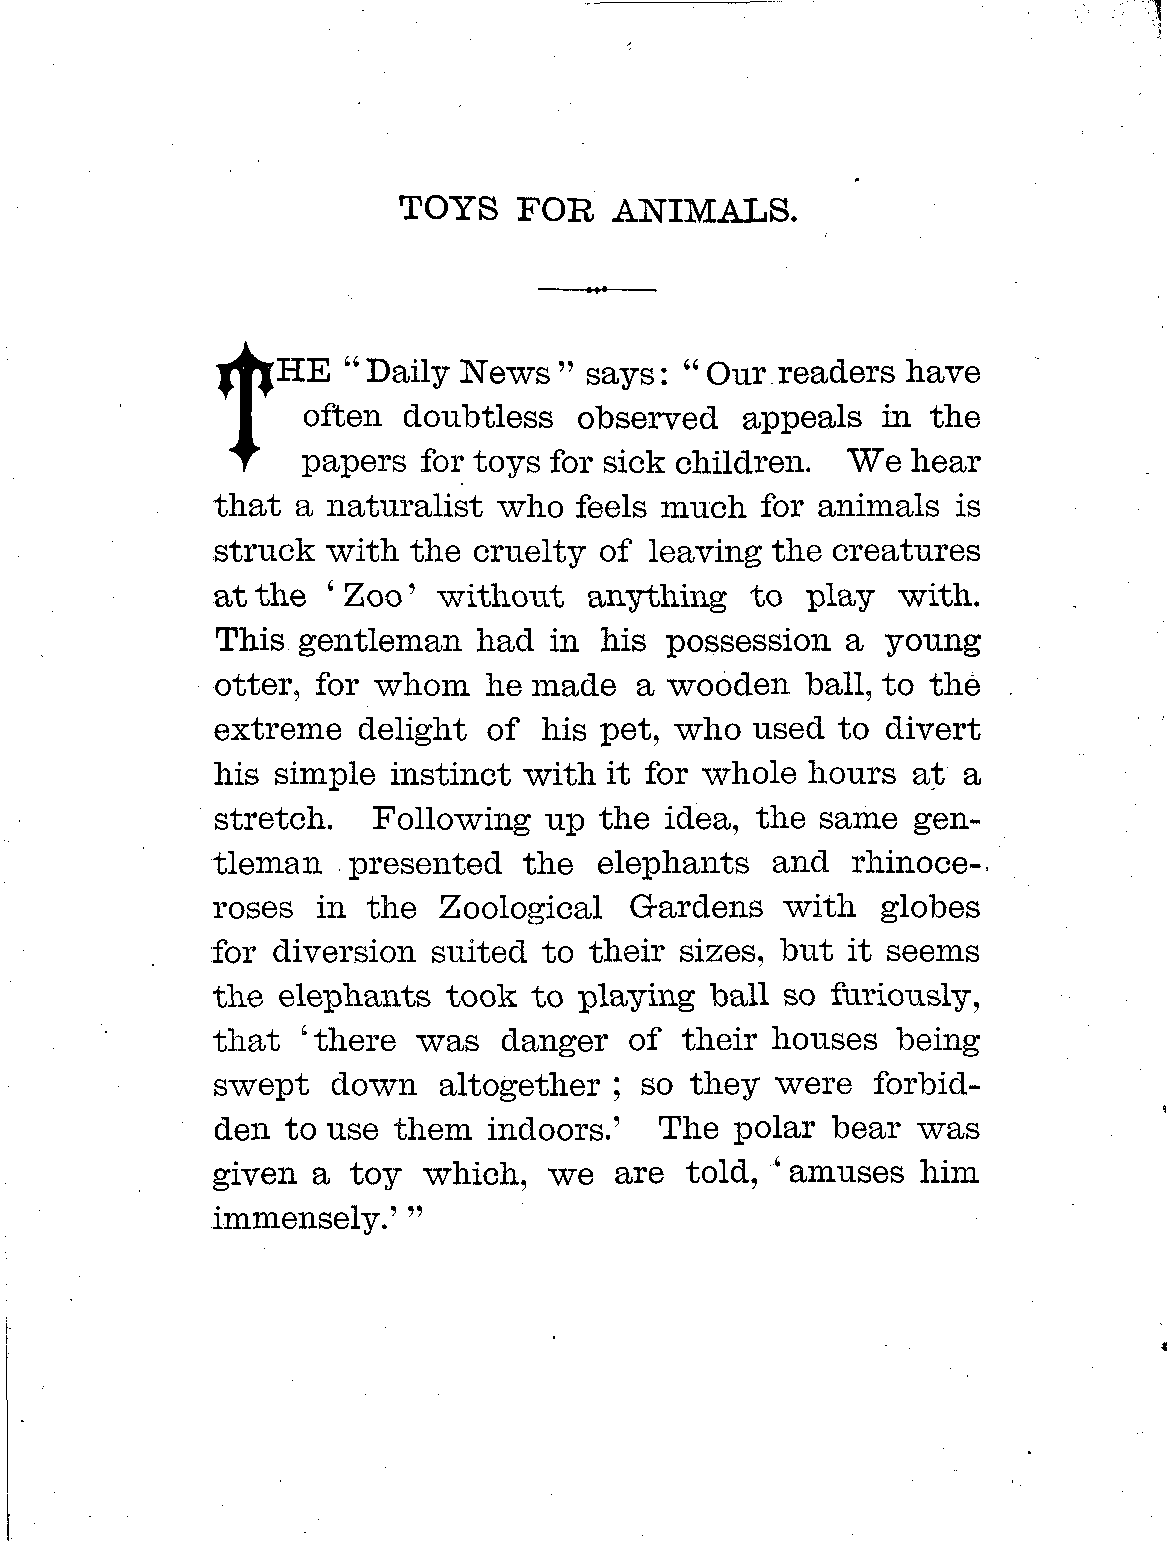 TOYS FOR ANIMALS.
THE “Daily News” says: “Our readers have
often doubtless observed appeals in the
papers for toys for sick children. We hear
that a naturalist who feels much for animals is
struck with the cruelty of leaving the creatures
at the ‘Zoo’ without anything to play with.
This gentleman had in his possession a young
otter, for whom he made a wooden ball, to the
extreme delight of his pet, who used to divert
his simple instinct with it for whole hours at a
stretch. Following up the idea, the same gen-
tleman presented the elephants and rhinoce-
roses in the Zoological Gardens with globes
for diversion suited to their sizes, but it seems
the elephants took to playing ball so furiously,
that ‘there was danger of their houses being
swept down altogether; so they were forbid-
den to use them indoors.’ The polar bear was
given a toy which, we are told, ‘amuses him
immensely.’”